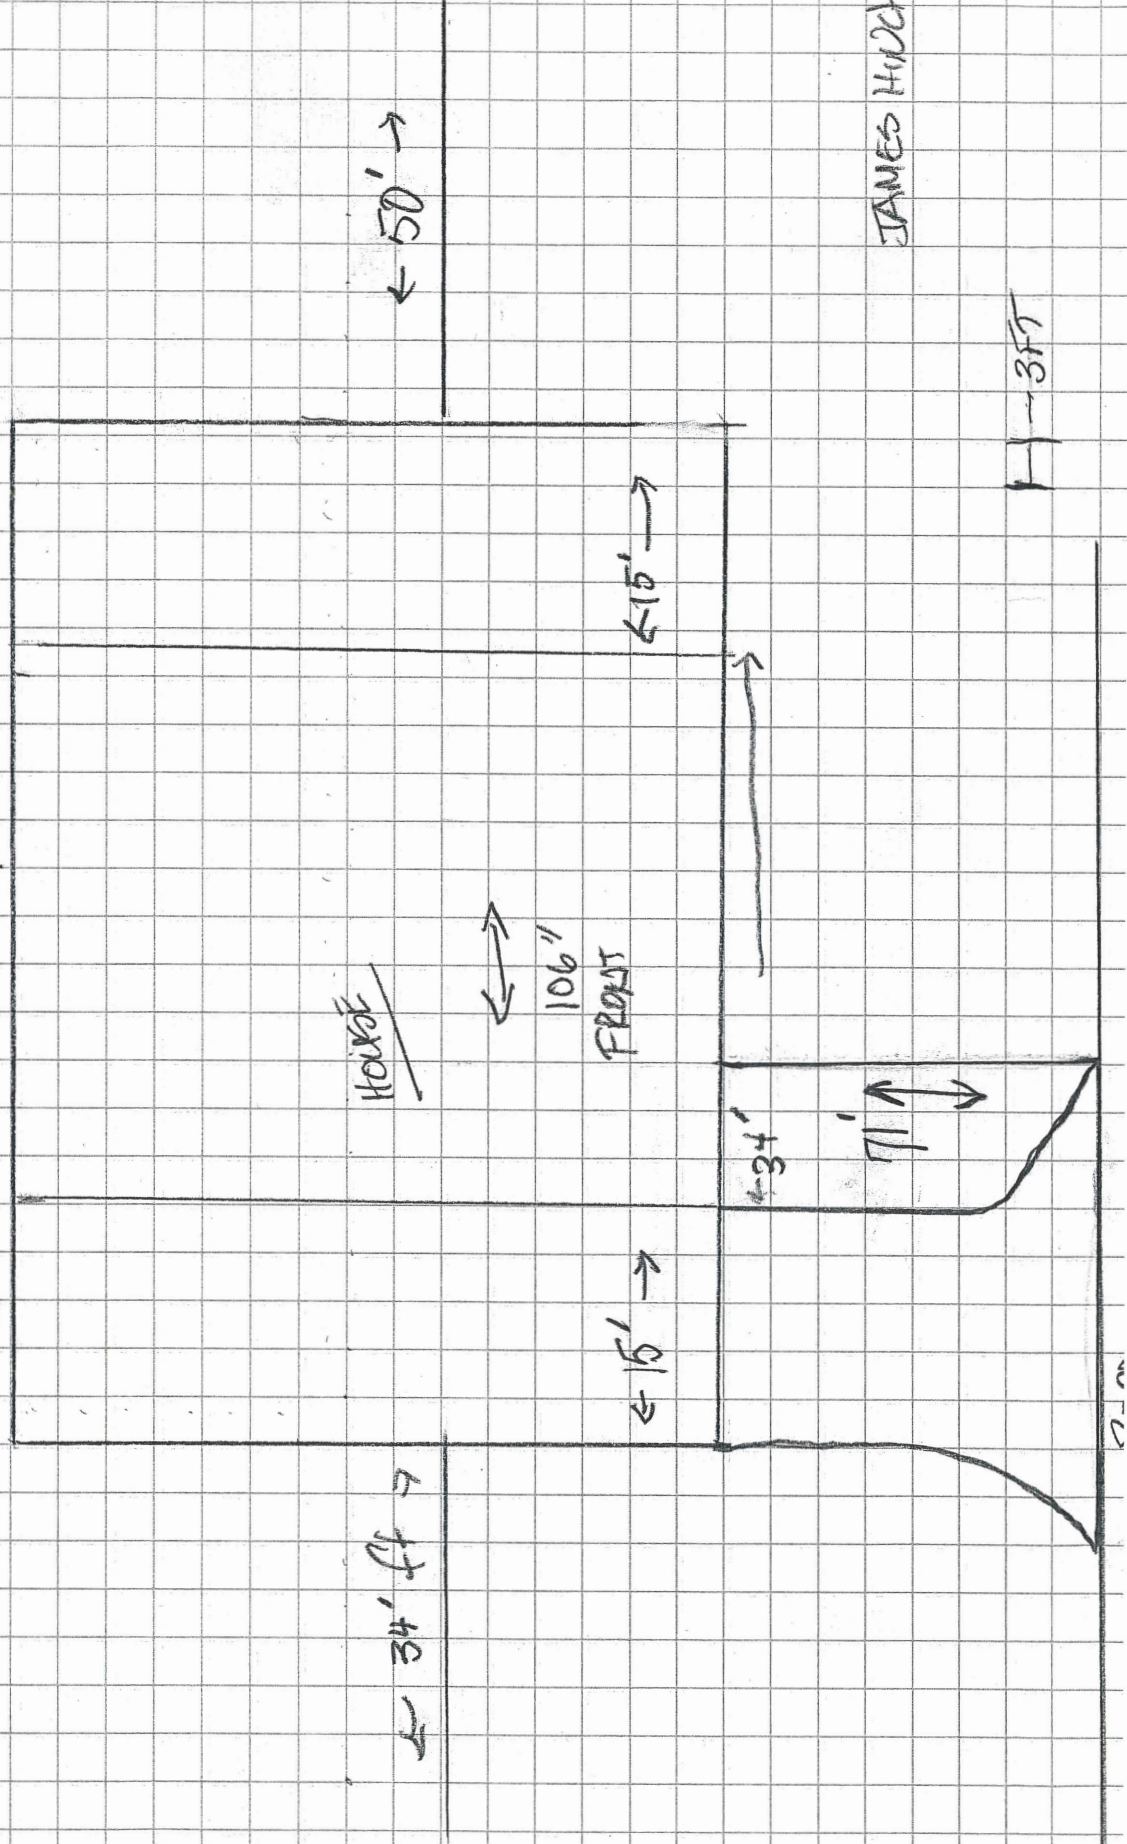 ← 34' ft →
← 50' →
HOUSE
106"
FRONT
← 15' →
← 15' →
←34'
71'
JAMES
3FT